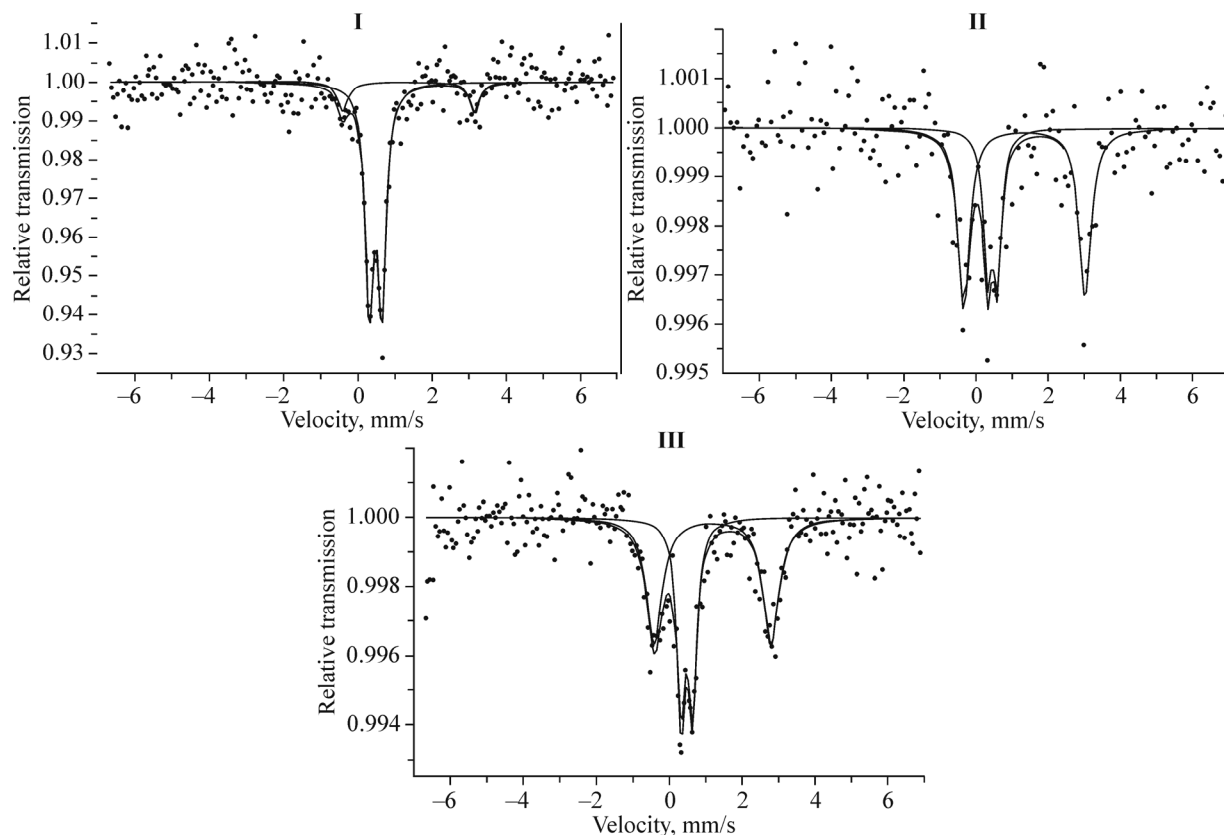 I
Relative transmission
1.01
1.00
0.99
0.98
0.97
0.96
0.95
0.94
0.93
–6 –4 –2 0 2 4 6
Velocity, mm/s
II
Relative transmission
1.001
1.000
0.999
0.998
0.997
0.996
0.995
–6 –4 –2 0 2 4 6
Velocity, mm/s
III
Relative transmission
1.000
0.998
0.996
0.994
–6 –4 –2 0 2 4 6
Velocity, mm/s